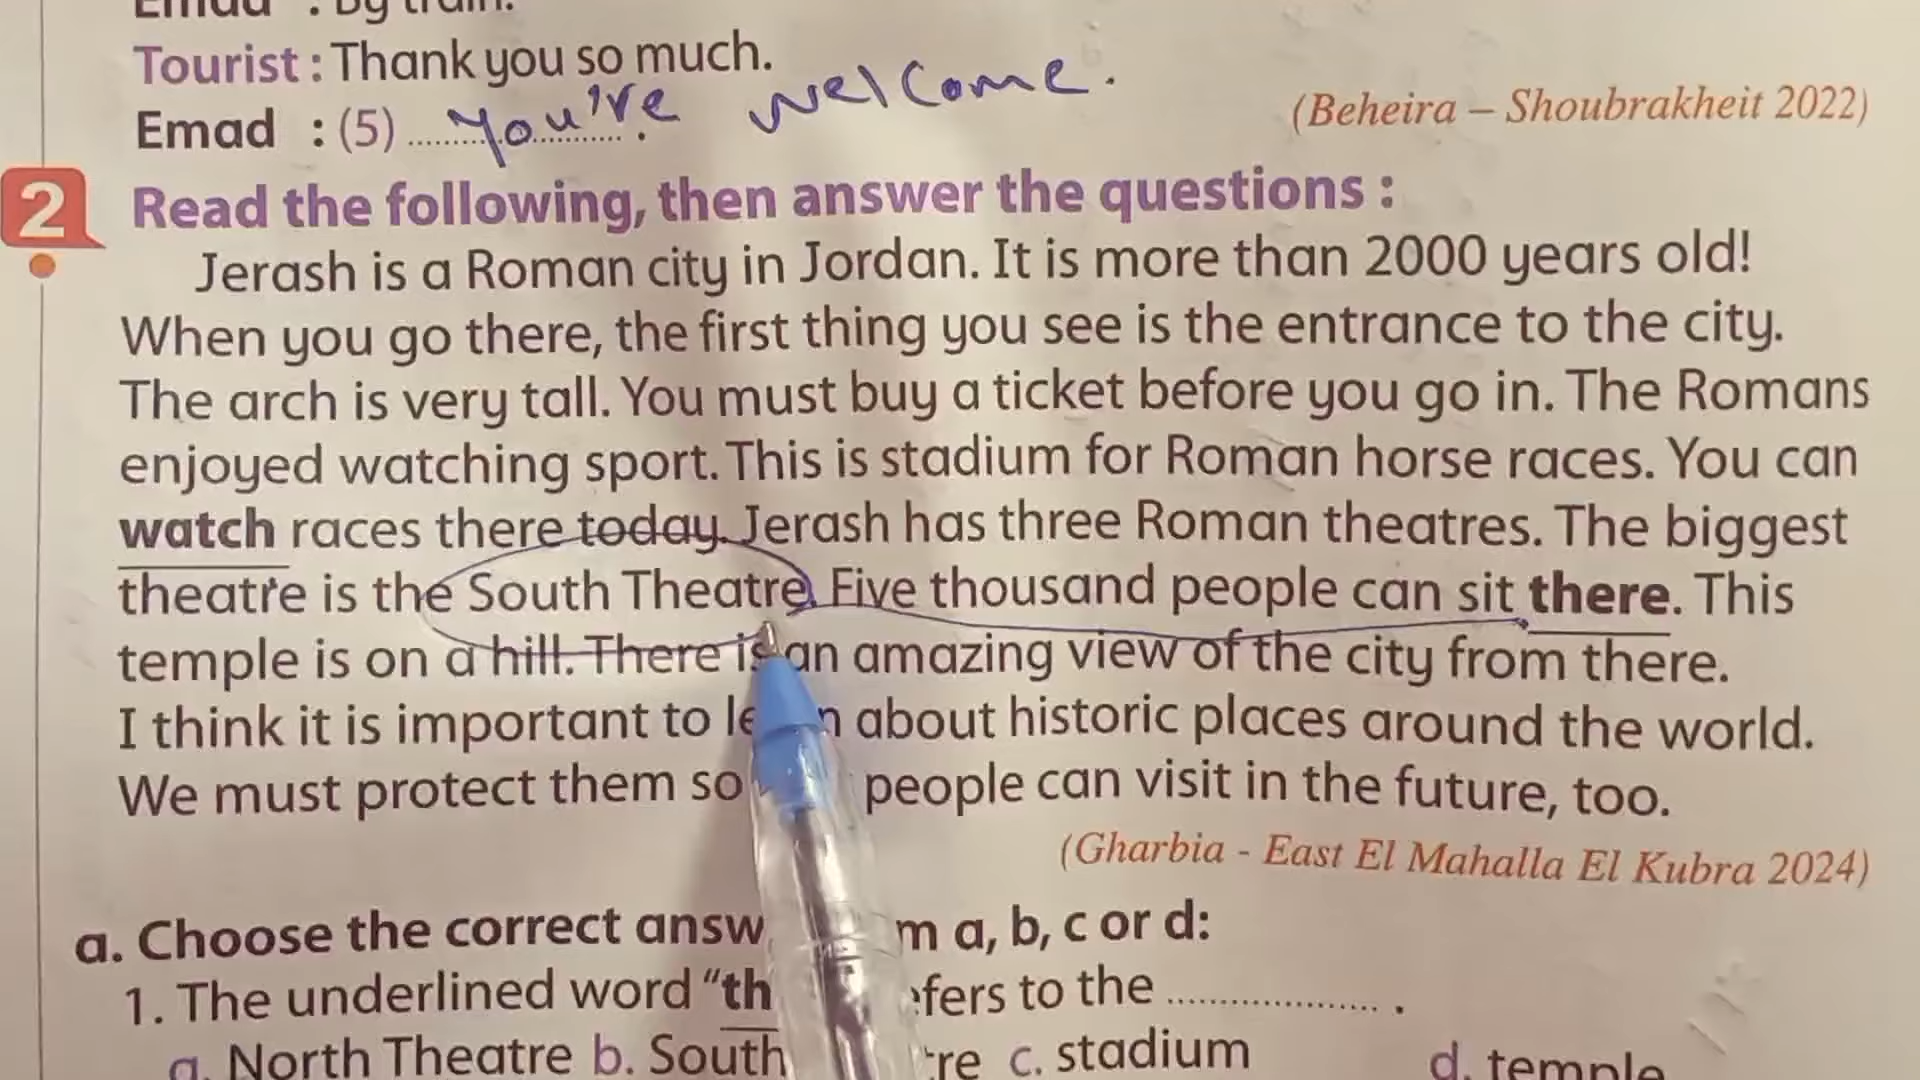 Emad : By train.
Tourist : Thank you so much.
Emad : (5) ........ You're welcome.
(Beheira – Shoubrakheit 2022)
2 Read the following, then answer the questions :
Jerash is a Roman city in Jordan. It is more than 2000 years old!
When you go there, the first thing you see is the entrance to the city.
The arch is very tall. You must buy a ticket before you go in. The Romans
enjoyed watching sport. This is stadium for Roman horse races. You can
watch races there today. Jerash has three Roman theatres. The biggest
theatre is the South Theatre. Five thousand people can sit there. This
temple is on a hill. There is an amazing view of the city from there.
I think it is important to about historic places around the world.
We must protect them so people can visit in the future, too.
(Gharbia - East El Mahalla El Kubra 2024)
a. Choose the correct a, b, c or d:
1. The underlined word to the .................... .
a. North Theatre b. South c. stadium d. temple